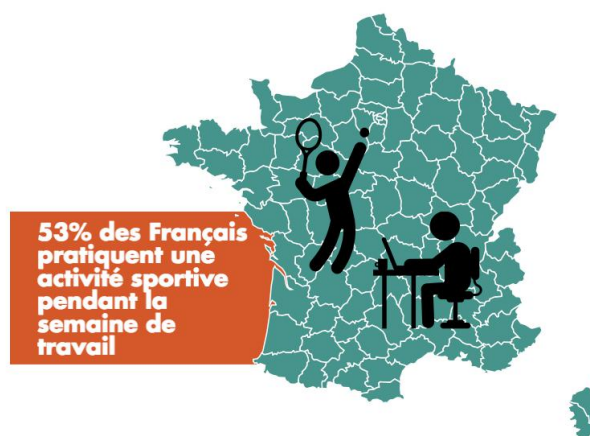 53% des Français
pratiquent une
activité sportive
pendant la
semaine de
travail